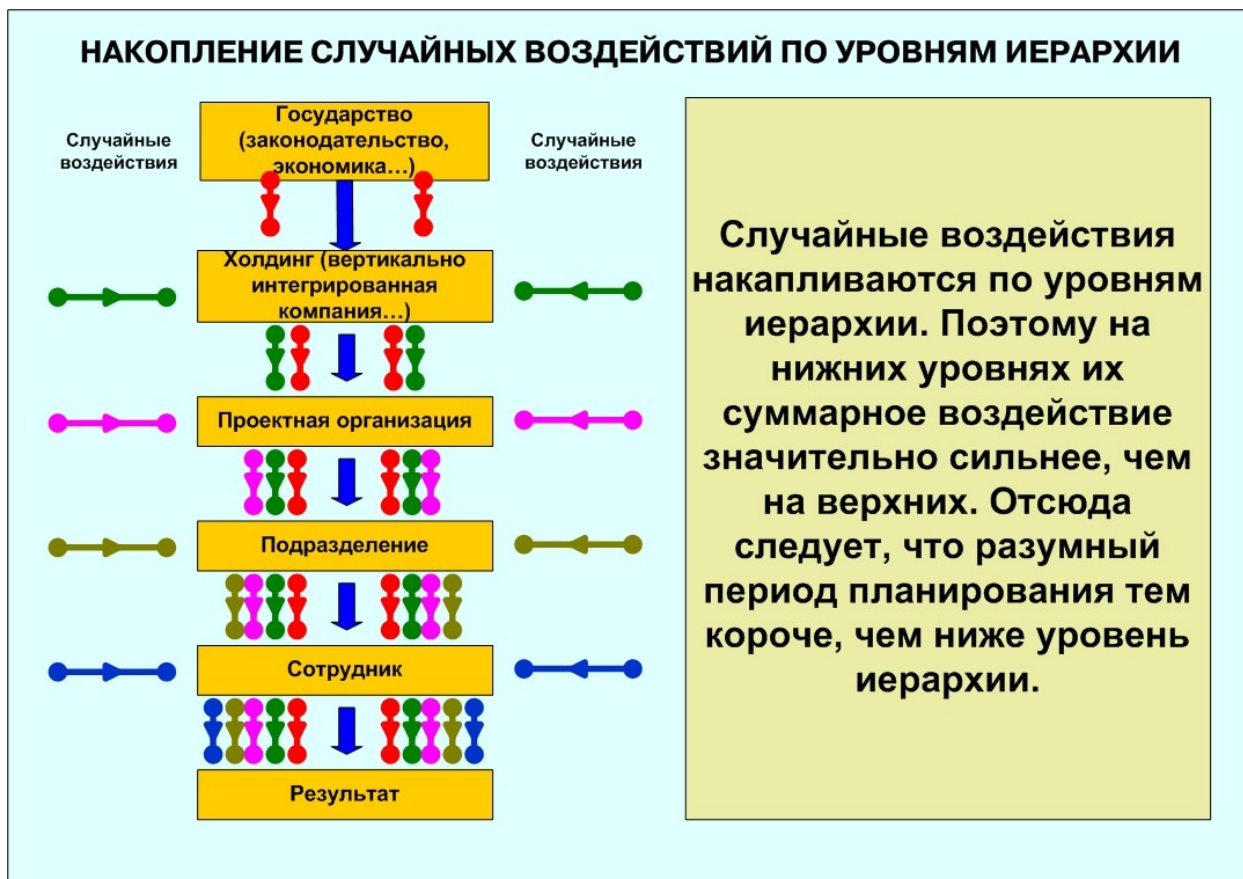 НАКОПЛЕНИЕ СЛУЧАЙНЫХ ВОЗДЕЙСТВИЙ ПО УРОВНЯМ ИЕРАРХИИ
Случайные
воздействия
Государство
(законодательство,
экономика…)
Случайные
воздействия
Холдинг (вертикально
интегрированная
компания…)
Проектная организация
Подразделение
Сотрудник
Результат
Случайные воздействия
накапливаются по уровням
иерархии. Поэтому на
нижних уровнях их
суммарное воздействие
значительно сильнее, чем
на верхних. Отсюда
следует, что разумный
период планирования тем
короче, чем ниже уровень
иерархии.